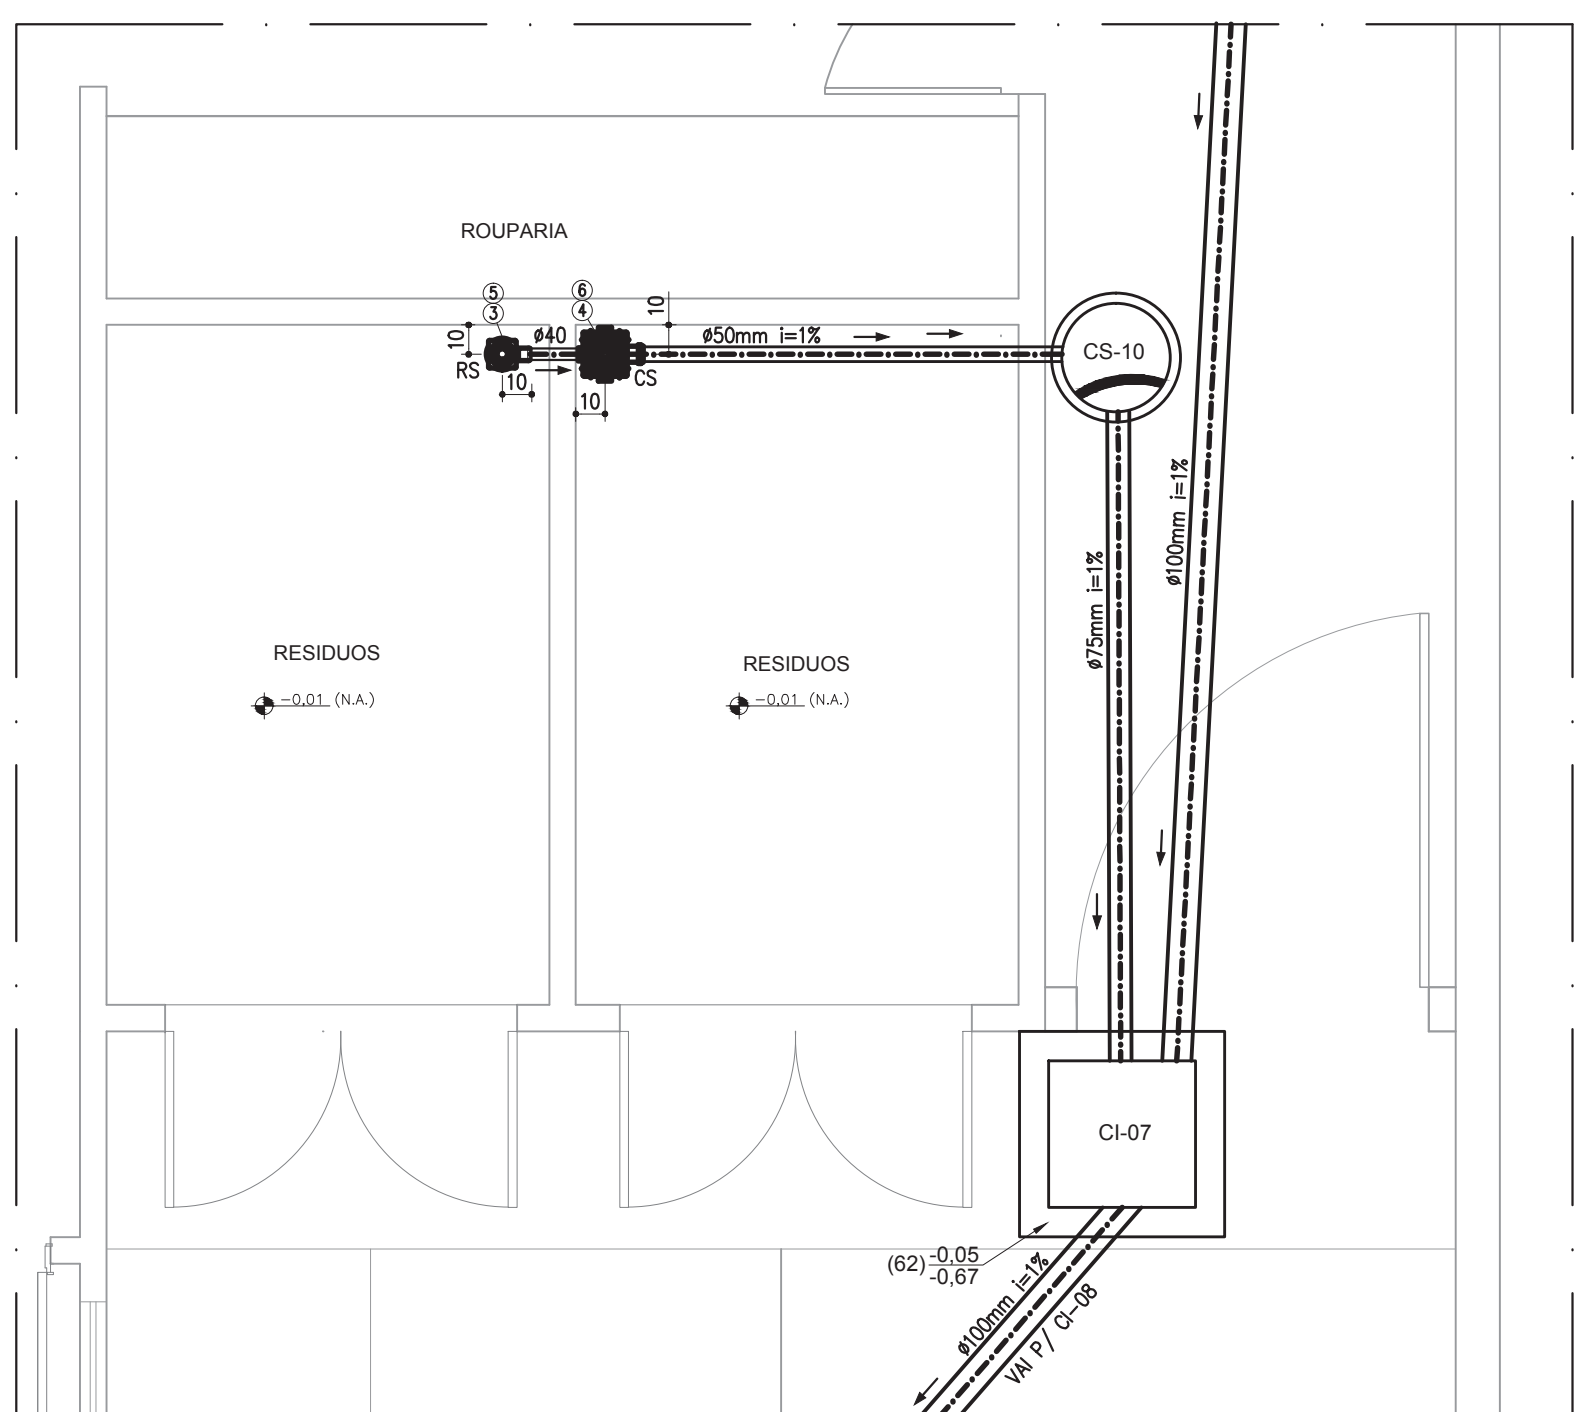 ROUPARIA
5
3
6
4
10
10
ø40
ø50mm i=1%
CS-10
RS
10
CS
10
ø100mm i=1%
ø75mm i=1%
RESIDUOS
-0,01 (N.A.)
RESIDUOS
-0,01 (N.A.)
CI-07
(62) -0,05
-0,67
ø100mm i=1%
VAI P/ CI-08